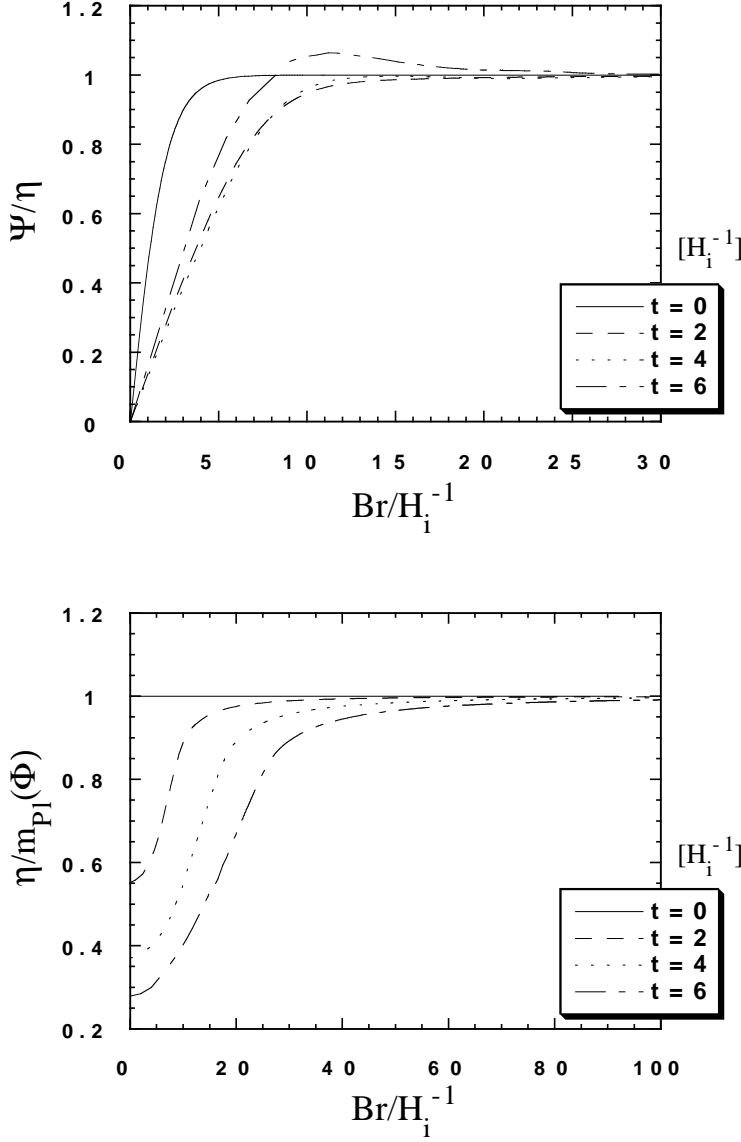 1.2
1
0.8
0.6
0.4
0.2
0
Ψ/η
0 5 10 15 20 25 30
Br/H_i^-1
[H_i^-1]
t = 0
t = 2
t = 4
t = 6
1.2
1
0.8
0.6
0.4
0.2
η/m_Pl(Φ)
0 20 40 60 80 100
Br/H_i^-1
[H_i^-1]
t = 0
t = 2
t = 4
t = 6